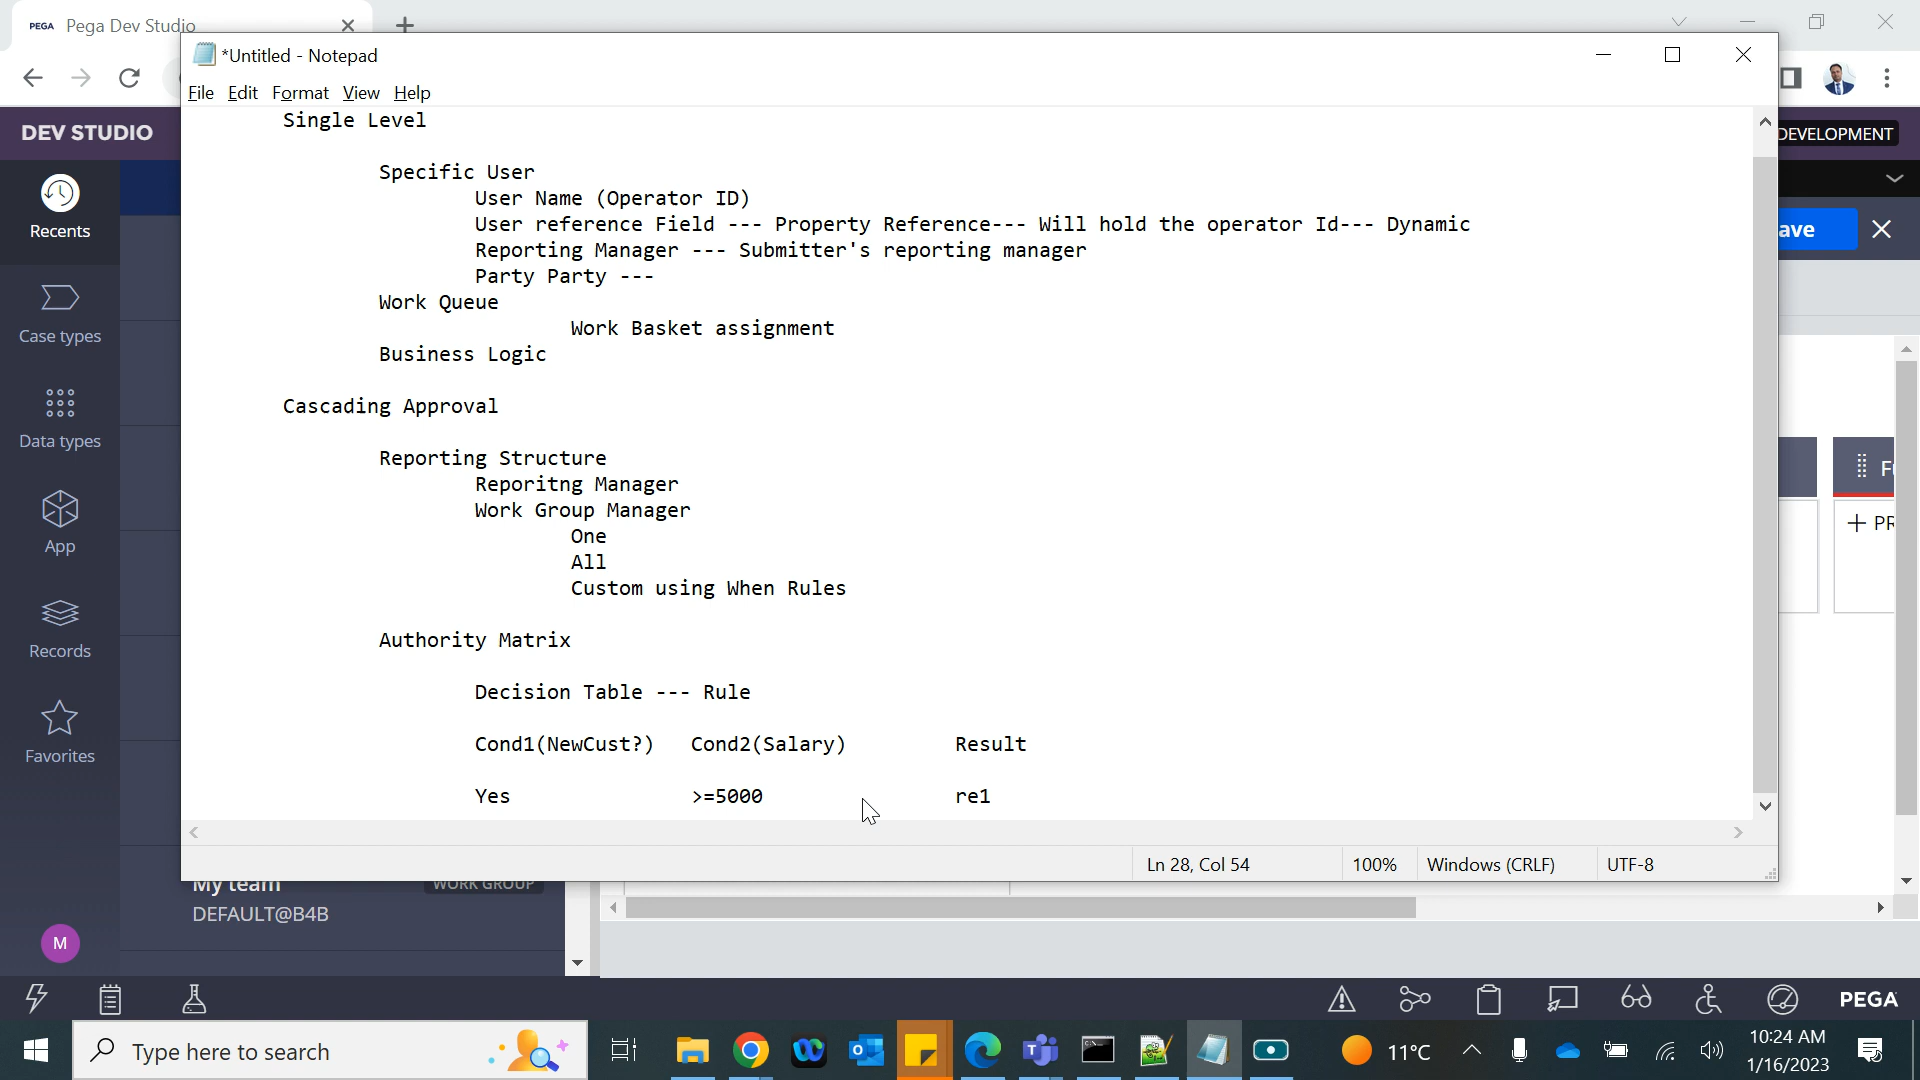 PEGA Pega Dev Studio
*Untitled - Notepad
File Edit Format View Help
DEV STUDIO
DEVELOPMENT
Single Level
Specific User
User Name (Operator ID)
User reference Field --- Property Reference--- Will hold the operator Id--- Dynamic
Reporting Manager --- Submitter's reporting manager
Party Party ---
Work Queue
Work Basket assignment
Business Logic
Cascading Approval
Reporting Structure
Reporitng Manager
Work Group Manager
One
All
Custom using When Rules
Authority Matrix
Decision Table --- Rule
Cond1(NewCust?) Cond2(Salary) Result
Yes >=5000 re1
Recents
Case types
Data types
App
Records
Favorites
M
ave
+ PR
Ln 28, Col 54 100% Windows (CRLF) UTF-8
My team WORK GROUP
DEFAULT@B4B
PEGA
Type here to search
11°C
10:24 AM
1/16/2023